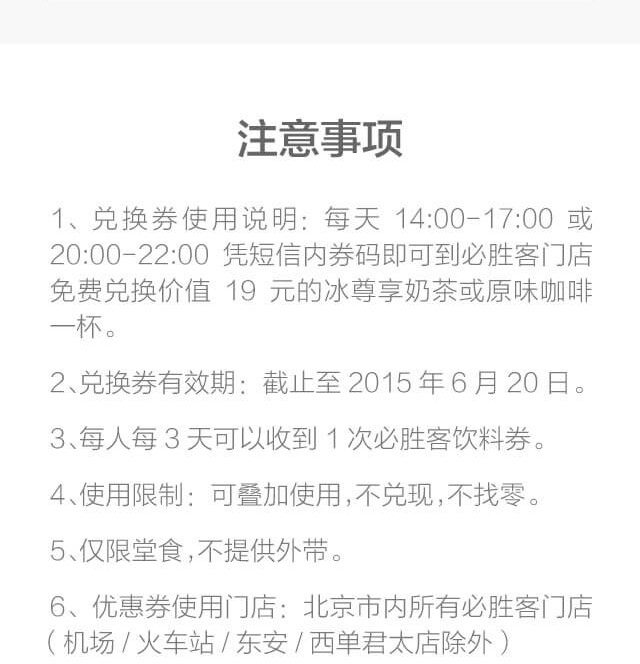 注意事项
1、兑换券使用说明：每天 14:00-17:00 或
20:00-22:00 凭短信内券码即可到必胜客门店
免费兑换价值 19 元的冰尊享奶茶或原味咖啡
一杯。
2、兑换券有效期：截止至 2015 年 6 月 20 日。
3、每人每 3 天可以收到 1 次必胜客饮料券。
4、使用限制：可叠加使用,不兑现,不找零。
5、仅限堂食,不提供外带。
6、优惠券使用门店：北京市内所有必胜客门店
（机场 / 火车站 / 东安 / 西单君太店除外）